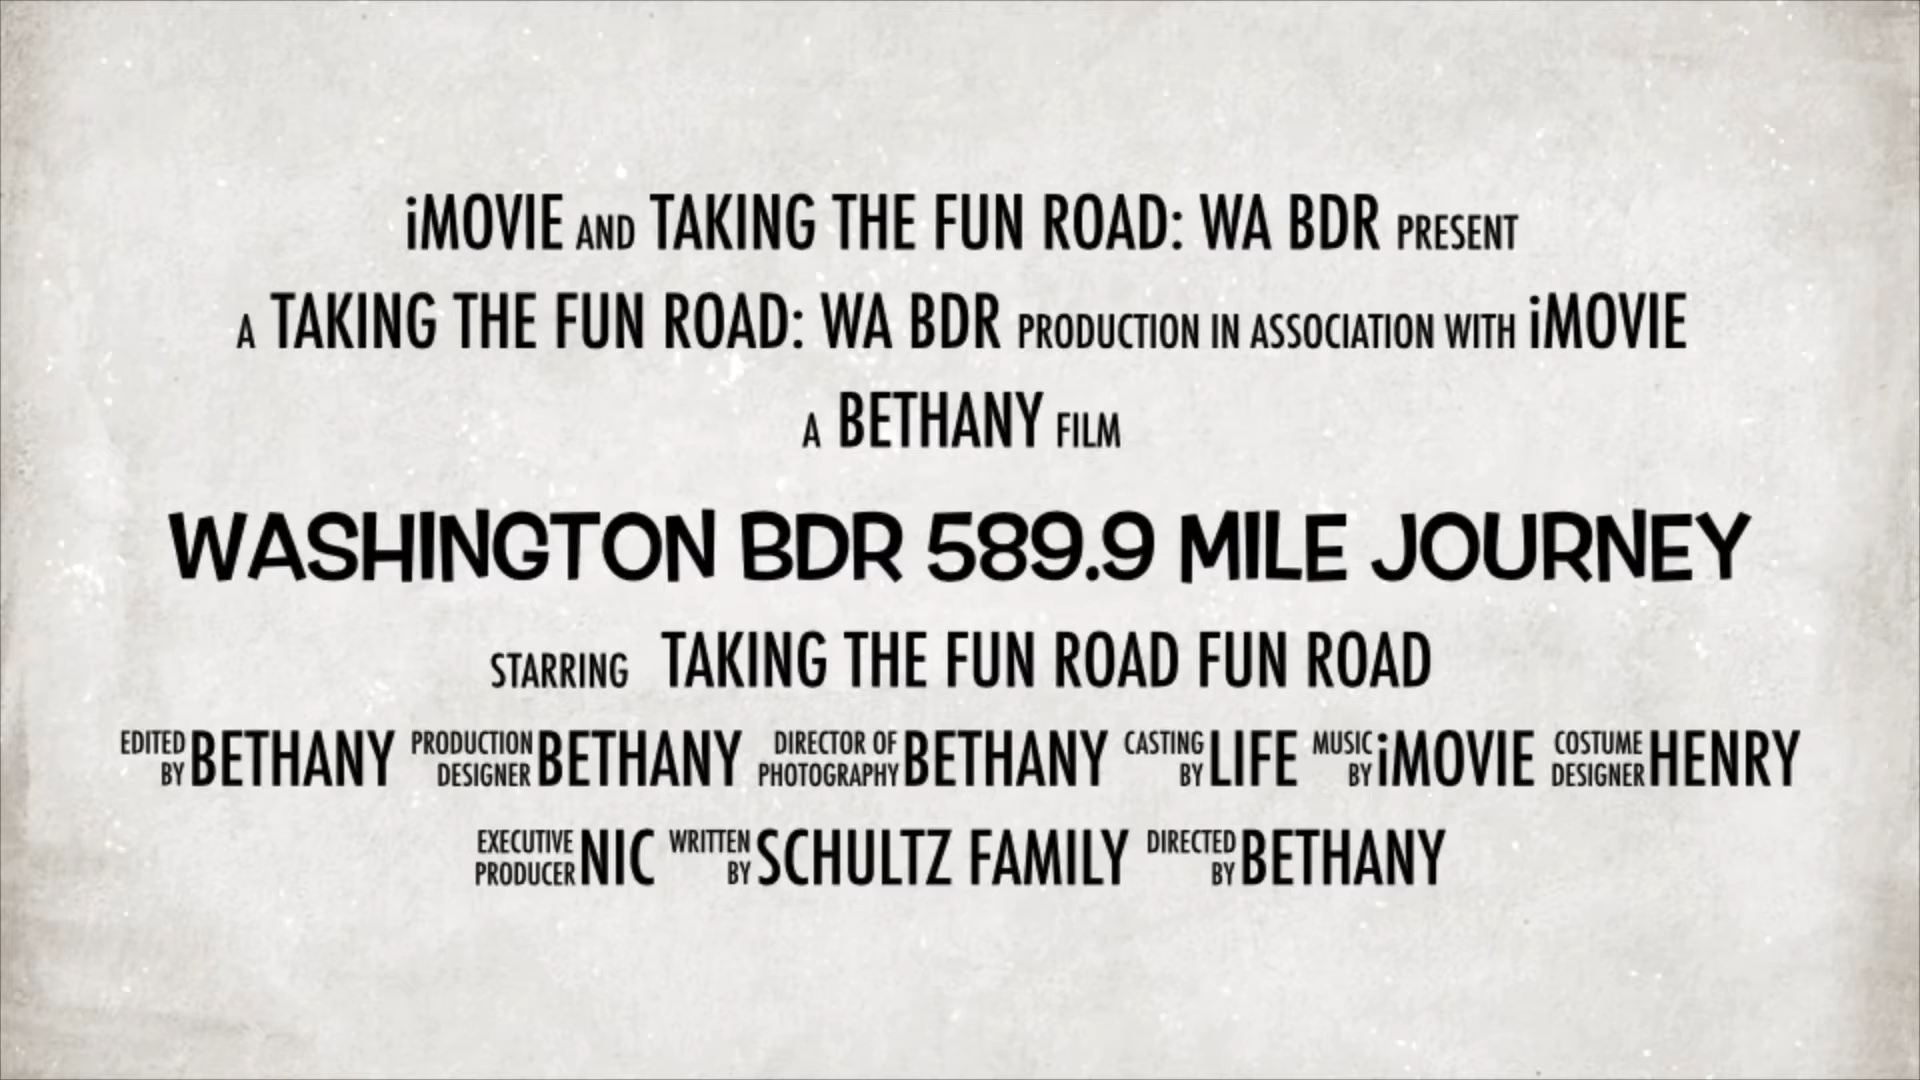 iMOVIE AND TAKING THE FUN ROAD: WA BDR PRESENT
A TAKING THE FUN ROAD: WA BDR PRODUCTION IN ASSOCIATION WITH iMOVIE
A BETHANY FILM
WASHINGTON BDR 589.9 MILE JOURNEY
STARRING TAKING THE FUN ROAD FUN ROAD
EDITED BY BETHANY PRODUCTION DESIGNER BETHANY DIRECTOR OF PHOTOGRAPHY BETHANY CASTING BY LIFE MUSIC BY iMOVIE COSTUME DESIGNER HENRY
EXECUTIVE PRODUCER NIC WRITTEN BY SCHULTZ FAMILY DIRECTED BY BETHANY